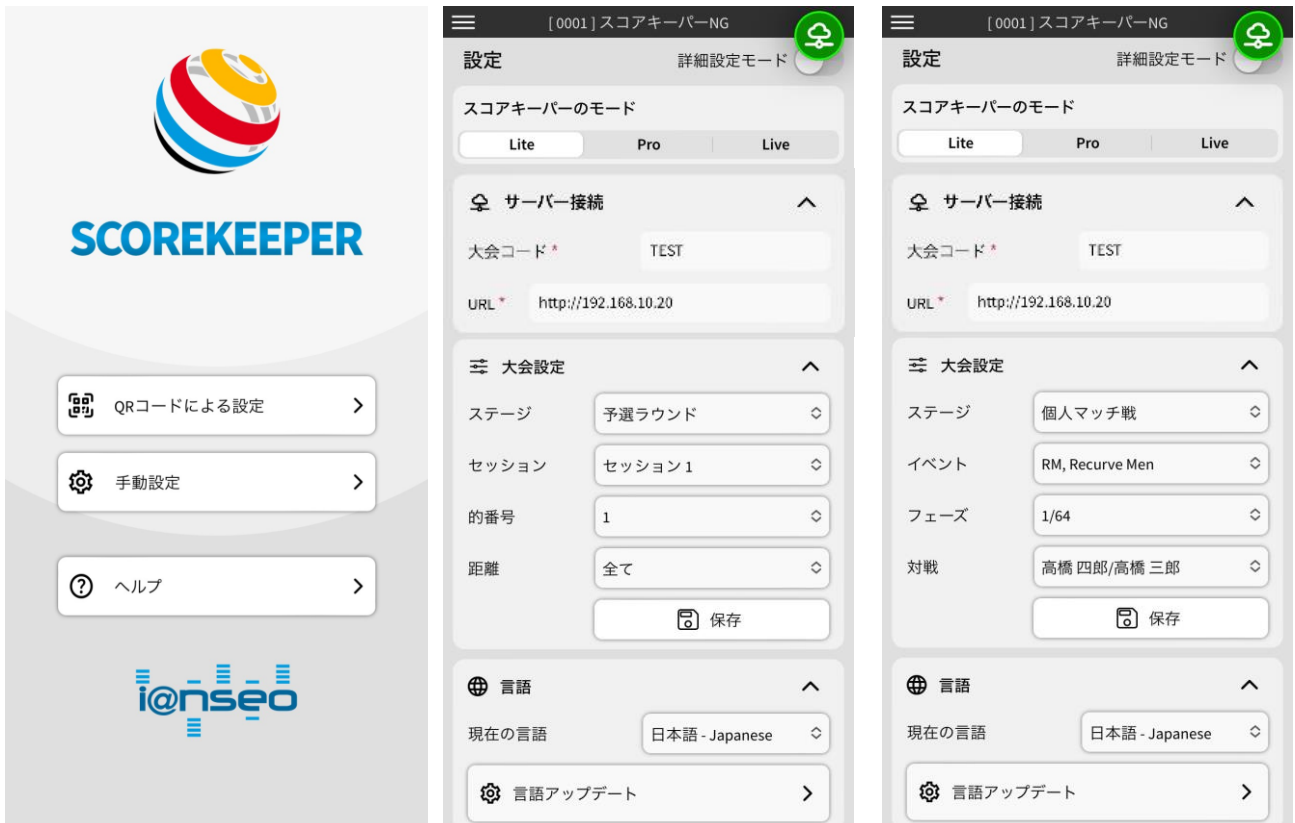 SCOREKEEPER
QRコードによる設定
手動設定
ヘルプ
i@nseo
[ 0001 ] スコアキーパーNG
設定
詳細設定モード
スコアキーパーのモード
Lite Pro Live
サーバー接続
大会コード * TEST
URL * http://192.168.10.20
大会設定
ステージ 予選ラウンド
セッション セッション 1
的番号 1
距離 全て
保存
言語
現在の言語 日本語 - Japanese
言語アップデート
[ 0001 ] スコアキーパーNG
設定
詳細設定モード
スコアキーパーのモード
Lite Pro Live
サーバー接続
大会コード * TEST
URL * http://192.168.10.20
大会設定
ステージ 個人マッチ戦
イベント RM, Recurve Men
フェーズ 1/64
対戦 高橋 四郎/高橋 三郎
保存
言語
現在の言語 日本語 - Japanese
言語アップデート